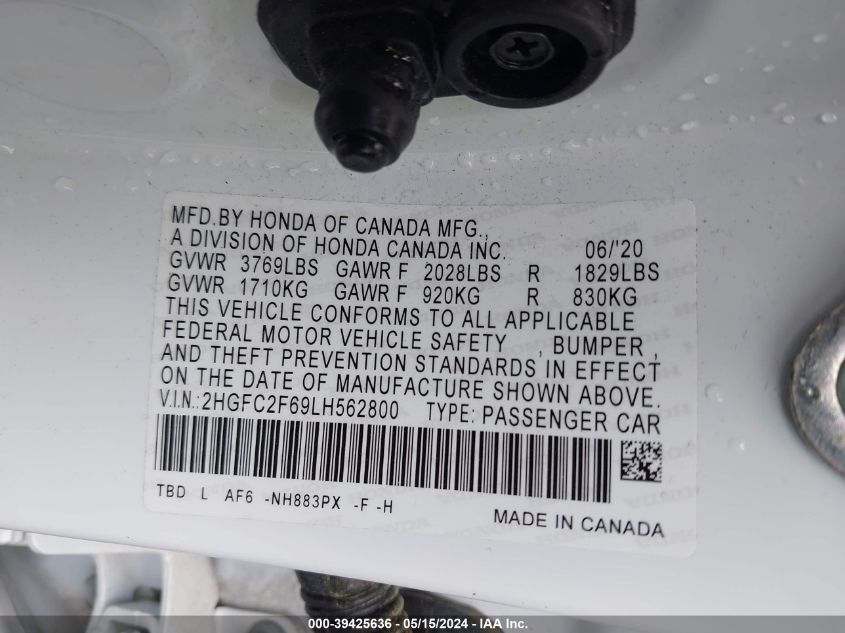 MFD.BY HONDA OF CANADA MFG.,
A DIVISION OF HONDA CANADA INC. 06/'20
GVWR 3769LBS GAWR F 2028LBS R 1829LBS
GVWR 1710KG GAWR F 920KG R 830KG
THIS VEHICLE CONFORMS TO ALL APPLICABLE
FEDERAL MOTOR VEHICLE SAFETY , BUMPER ,
AND THEFT PREVENTION STANDARDS IN EFFECT
ON THE DATE OF MANUFACTURE SHOWN ABOVE.
V.I.N.:2HGFC2F69LH562800 TYPE: PASSENGER CAR
TBD L AF6 -NH883PX -F -H
MADE IN CANADA
000-39425636 - 05/15/2024 - IAA Inc.